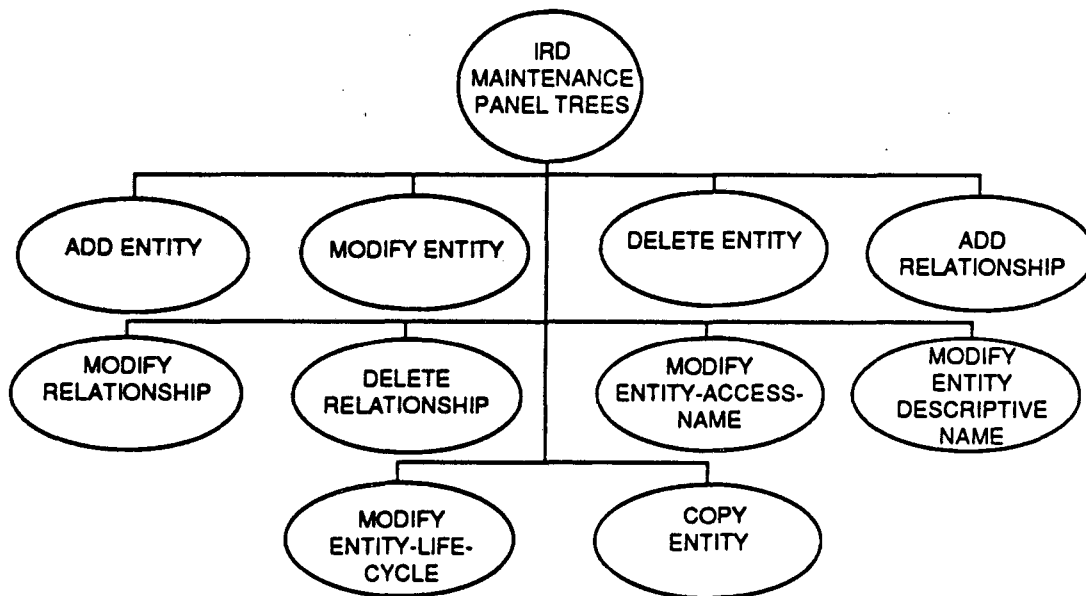 IRD
MAINTENANCE
PANEL TREES
ADD ENTITY
MODIFY ENTITY
DELETE ENTITY
ADD
RELATIONSHIP
MODIFY
RELATIONSHIP
DELETE
RELATIONSHIP
MODIFY
ENTITY-ACCESS-
NAME
MODIFY
ENTITY
DESCRIPTIVE
NAME
MODIFY
ENTITY-LIFE-
CYCLE
COPY
ENTITY